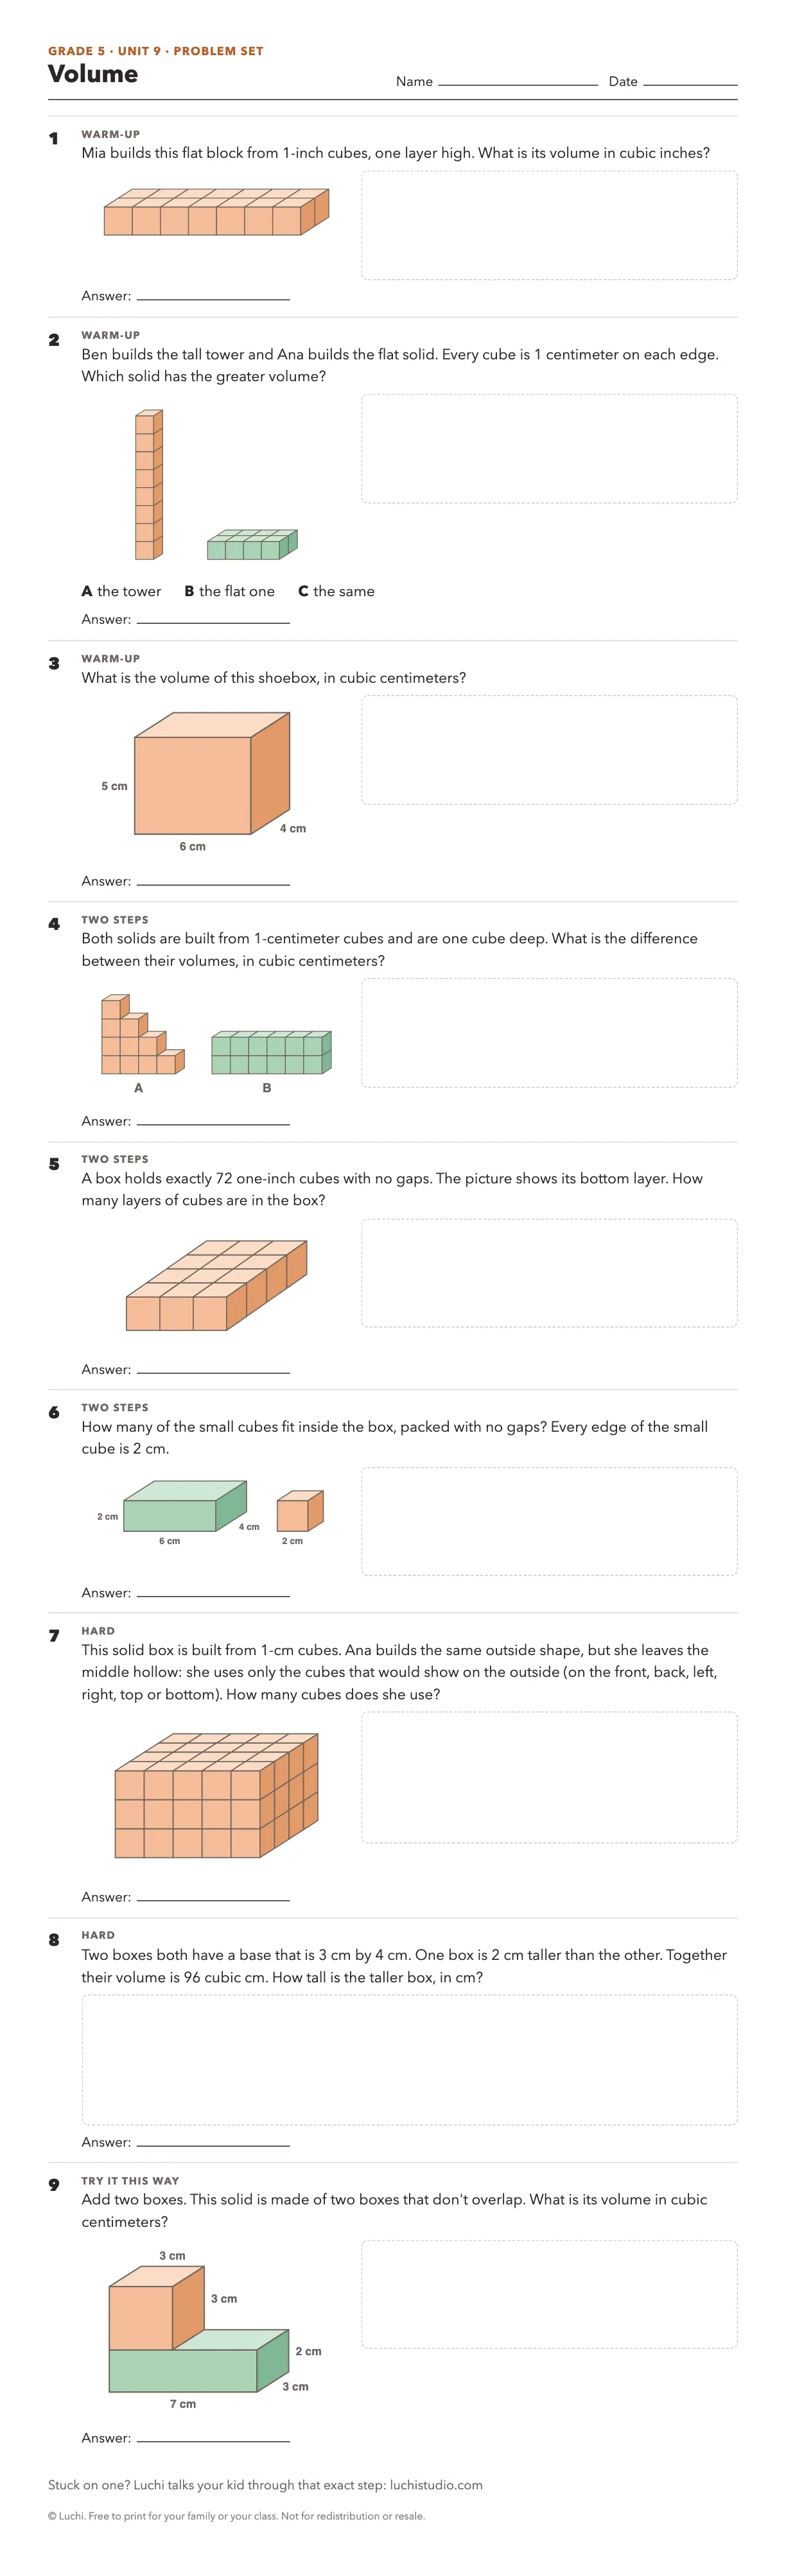 GRADE 5 · UNIT 9 · PROBLEM SET
Volume
Name Date
1
WARM-UP
Mia builds this flat block from 1-inch cubes, one layer high. What is its volume in cubic inches?
Answer:
2
WARM-UP
Ben builds the tall tower and Ana builds the flat solid. Every cube is 1 centimeter on each edge.
Which solid has the greater volume?
A the tower B the flat one C the same
Answer:
3
WARM-UP
What is the volume of this shoebox, in cubic centimeters?
5 cm
4 cm
6 cm
Answer:
4
TWO STEPS
Both solids are built from 1-centimeter cubes and are one cube deep. What is the difference
between their volumes, in cubic centimeters?
A B
Answer:
5
TWO STEPS
A box holds exactly 72 one-inch cubes with no gaps. The picture shows its bottom layer. How
many layers of cubes are in the box?
Answer:
6
TWO STEPS
How many of the small cubes fit inside the box, packed with no gaps? Every edge of the small
cube is 2 cm.
2 cm
4 cm
6 cm 2 cm
Answer:
7
HARD
This solid box is built from 1-cm cubes. Ana builds the same outside shape, but she leaves the
middle hollow: she uses only the cubes that would show on the outside (on the front, back, left,
right, top or bottom). How many cubes does she use?
Answer:
8
HARD
Two boxes both have a base that is 3 cm by 4 cm. One box is 2 cm taller than the other. Together
their volume is 96 cubic cm. How tall is the taller box, in cm?
Answer:
9
TRY IT THIS WAY
Add two boxes. This solid is made of two boxes that don't overlap. What is its volume in cubic
centimeters?
3 cm
3 cm
2 cm
3 cm
7 cm
Answer:
Stuck on one? Luchi talks your kid through that exact step: luchistudio.com
© Luchi. Free to print for your family or your class. Not for redistribution or resale.